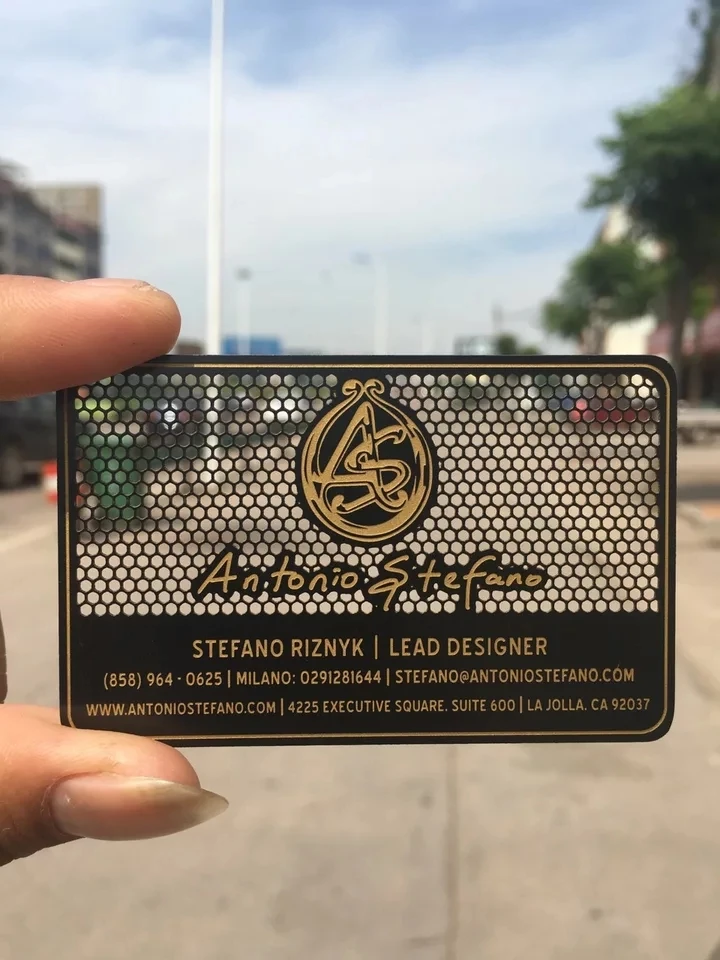 AS
Antonio Stefano
STEFANO RIZNYK | LEAD DESIGNER
(858) 964 - 0625 | MILANO: 0291281644 | STEFANO@ANTONIOSTEFANO.COM
WWW.ANTONIOSTEFANO.COM | 4225 EXECUTIVE SQUARE. SUITE 600 | LA JOLLA. CA 92037